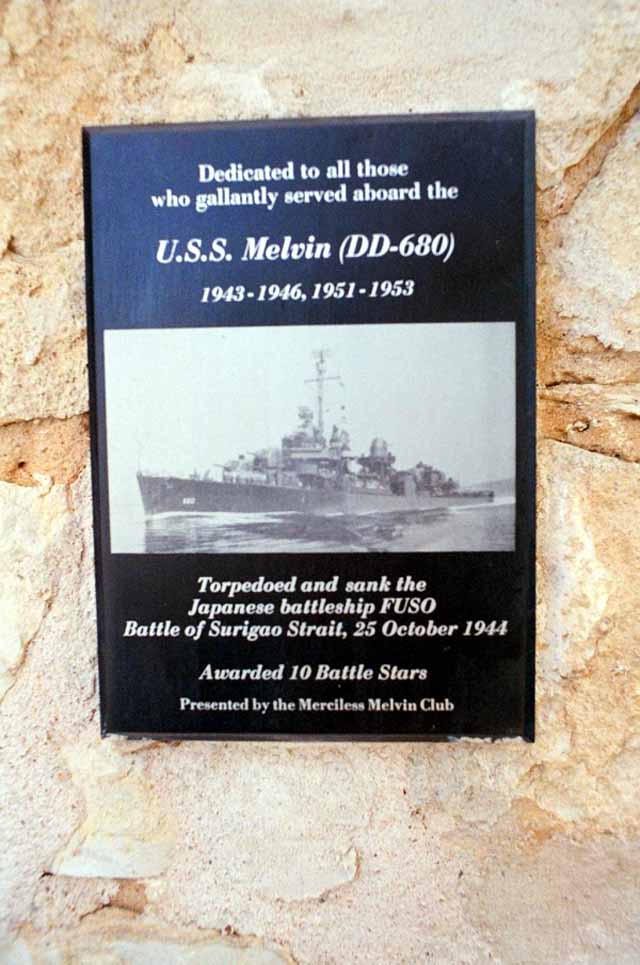 Dedicated to all those
who gallantly served aboard the
U.S.S. Melvin (DD-680)
1943-1946, 1951-1953
680
Torpedoed and sank the
Japanese battleship FUSO
Battle of Surigao Strait, 25 October 1944
Awarded 10 Battle Stars
Presented by the Merciless Melvin Club